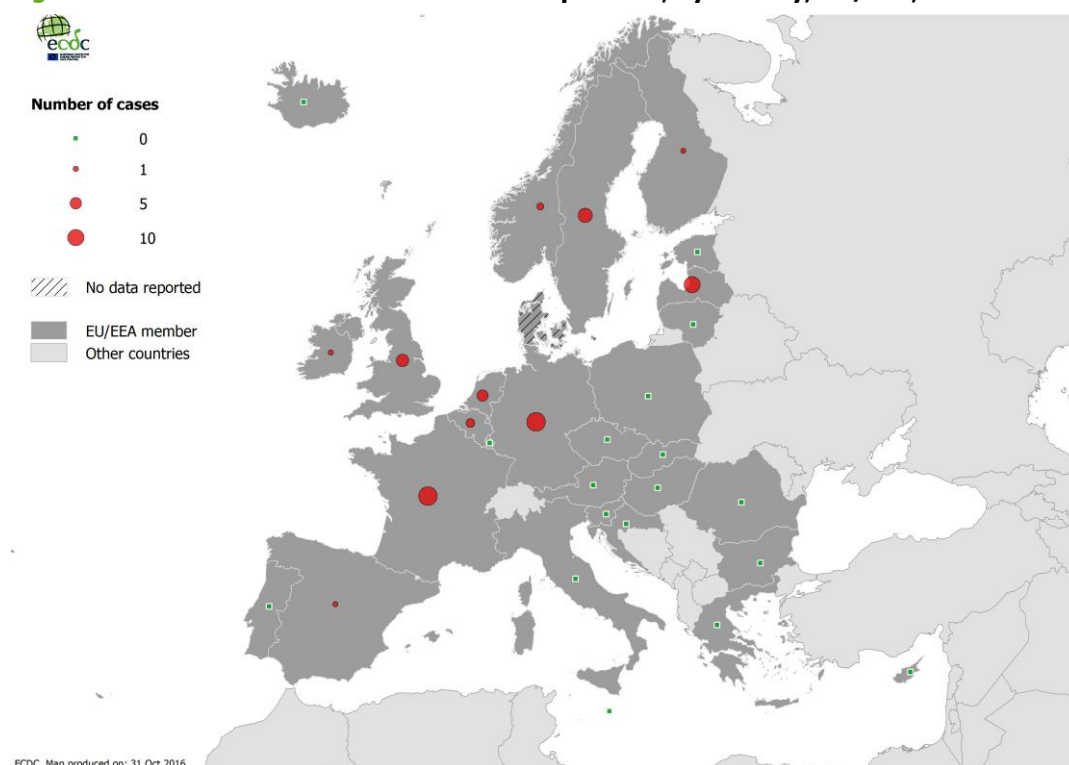 ecdc
Number of cases
0
1
5
10
No data reported
EU/EEA member
Other countries
ECDC. Map produced on: 31 Oct 2016